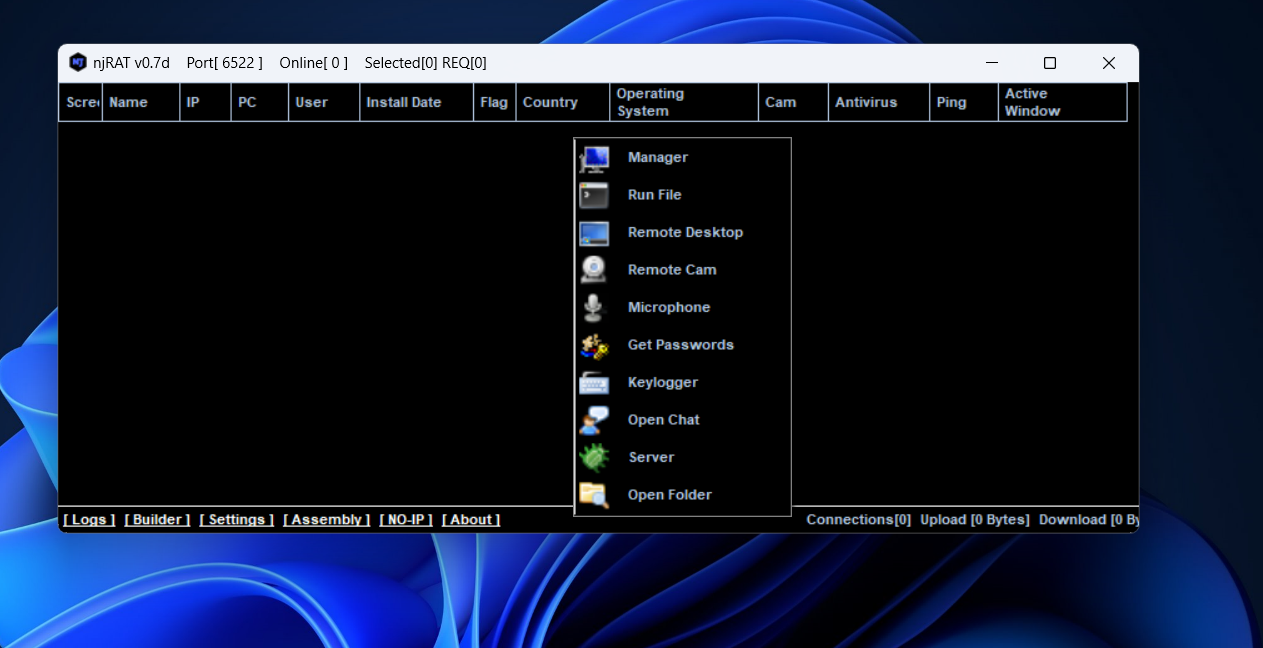 njRAT v0.7d Port[ 6522 ] Online[ 0 ] Selected[0] REQ[0]
Name IP PC User Install Date Flag Country Operating System Cam Antivirus Ping Active Window
Manager
Run File
Remote Desktop
Remote Cam
Microphone
Get Passwords
Keylogger
Open Chat
Server
Open Folder
[ Logs ] [ Builder ] [ Settings ] [ Assembly ] [ NO-IP ] [ About ] Connections[0] Upload [0 Bytes] Download [0 By